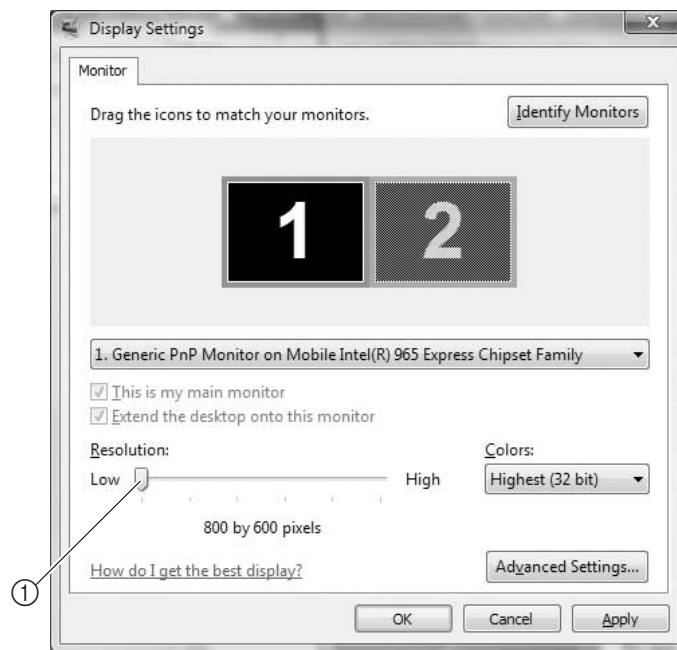 Display Settings
X
Monitor
Drag the icons to match your monitors.
Identify Monitors
1
2
1. Generic PnP Monitor on Mobile Intel(R) 965 Express Chipset Family
This is my main monitor
Extend the desktop onto this monitor
Resolution:
Colors:
Low
High
Highest (32 bit)
800 by 600 pixels
How do I get the best display?
Advanced Settings...
①
OK
Cancel
Apply